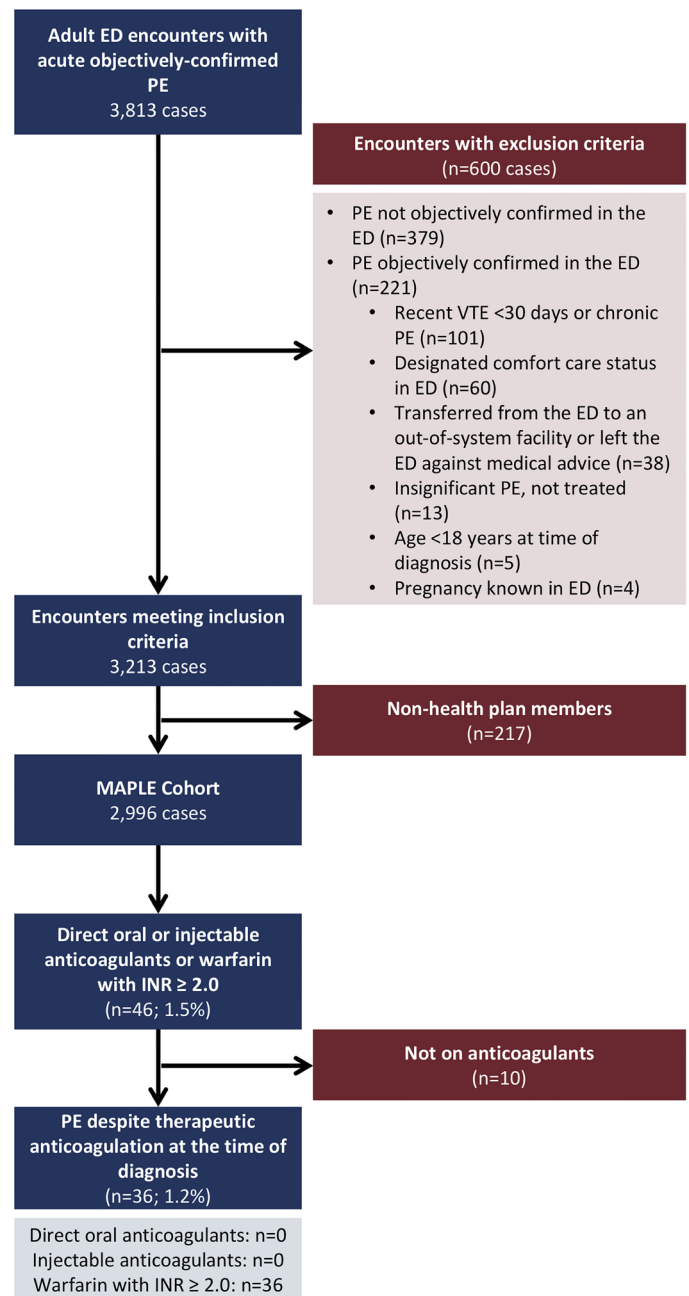 Adult ED encounters with
acute objectively-confirmed
PE
3,813 cases
Encounters with exclusion criteria
(n=600 cases)
• PE not objectively confirmed in the
ED (n=379)
• PE objectively confirmed in the ED
(n=221)
• Recent VTE <30 days or chronic
PE (n=101)
• Designated comfort care status
in ED (n=60)
• Transferred from the ED to an
out-of-system facility or left the
ED against medical advice (n=38)
• Insignificant PE, not treated
(n=13)
• Age <18 years at time of
diagnosis (n=5)
• Pregnancy known in ED (n=4)
Encounters meeting inclusion
criteria
3,213 cases
Non-health plan members
(n=217)
MAPLE Cohort
2,996 cases
Direct oral or injectable
anticoagulants or warfarin
with INR ≥ 2.0
(n=46; 1.5%)
Not on anticoagulants
(n=10)
PE despite therapeutic
anticoagulation at the time of
diagnosis
(n=36; 1.2%)
Direct oral anticoagulants: n=0
Injectable anticoagulants: n=0
Warfarin with INR ≥ 2.0: n=36